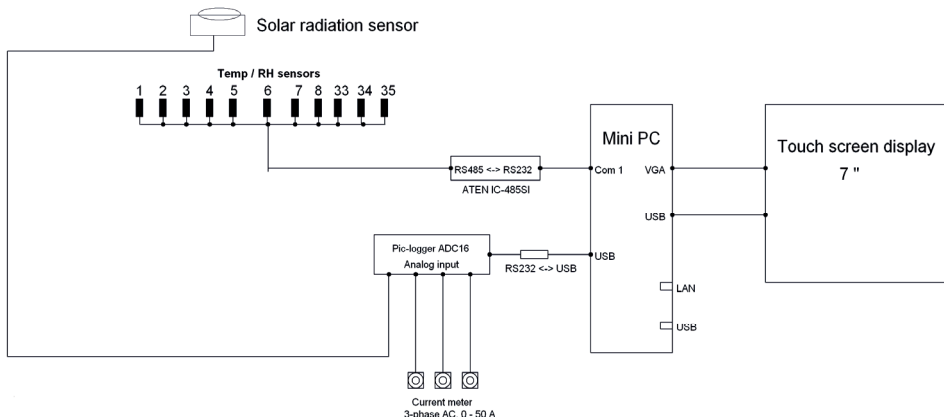 Solar radiation sensor
Temp / RH sensors
1 2 3 4 5 6 7 8 33 34 35
Mini PC
Touch screen display
7 "
RS485 <-> RS232
ATEN IC-485SI
Com 1
VGA
USB
Pic-logger ADC16
Analog input
RS232 <-> USB
USB
LAN
USB
Current meter
3-phase AC, 0 - 50 A